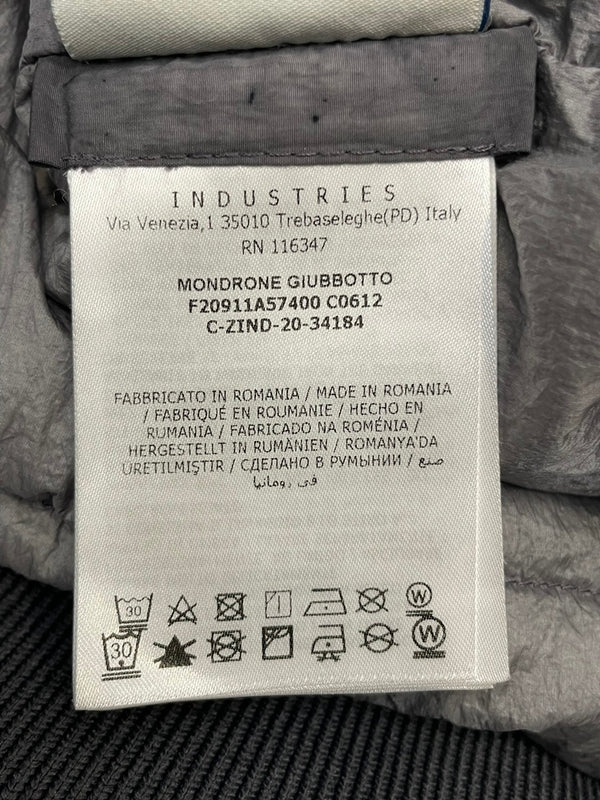 INDUSTRIES
Via Venezia,1 35010 Trebaseleghe(PD) Italy
RN 116347
MONDRONE GIUBBOTTO
F20911A57400 C0612
C-ZIND-20-34184
FABBRICATO IN ROMANIA / MADE IN ROMANIA
/ FABRIQUÉ EN ROUMANIE / HECHO EN
RUMANIA / FABRICADO NA ROMÉNIA /
HERGESTELLT IN RUMÄNIEN / ROMANYA'DA
ÜRETILMIŞTIR / СДЕЛАНО В РУМЫНИИ / صنع
في رومانيا
30 W
30 W